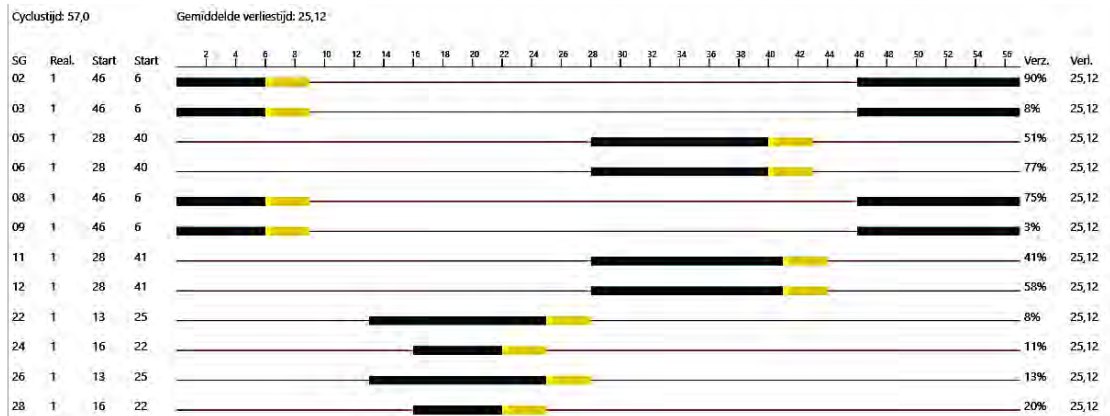 Cyclustijd: 57,0 Gemiddelde verliestijd: 25,12
2 4 6 8 10 12 14 16 18 20 22 24 26 28 30 32 34 36 38 40 42 44 46 48 50 52 54 56
SG Real. Start Start Verz. Verl.
02 1 46 6 90% 25,12
03 1 46 6 8% 25,12
05 1 28 40 51% 25,12
06 1 28 40 77% 25,12
08 1 46 6 75% 25,12
09 1 46 6 3% 25,12
11 1 28 41 41% 25,12
12 1 28 41 58% 25,12
22 1 13 25 8% 25,12
24 1 16 22 11% 25,12
26 1 13 25 13% 25,12
28 1 16 22 20% 25,12